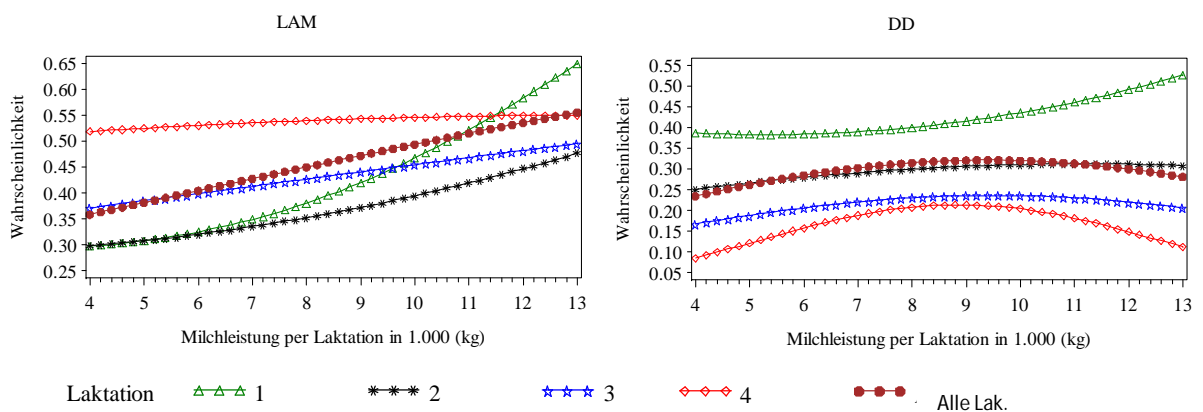 LAM
Wahrscheinlichkeit
0.65
0.60
0.55
0.50
0.45
0.40
0.35
0.30
0.25
4 5 6 7 8 9 10 11 12 13
Milchleistung per Laktation in 1.000 (kg)
DD
Wahrscheinlichkeit
0.55
0.50
0.45
0.40
0.35
0.30
0.25
0.20
0.15
0.10
0.05
4 5 6 7 8 9 10 11 12 13
Milchleistung per Laktation in 1.000 (kg)
Laktation 1 2 3 4 Alle Lak.